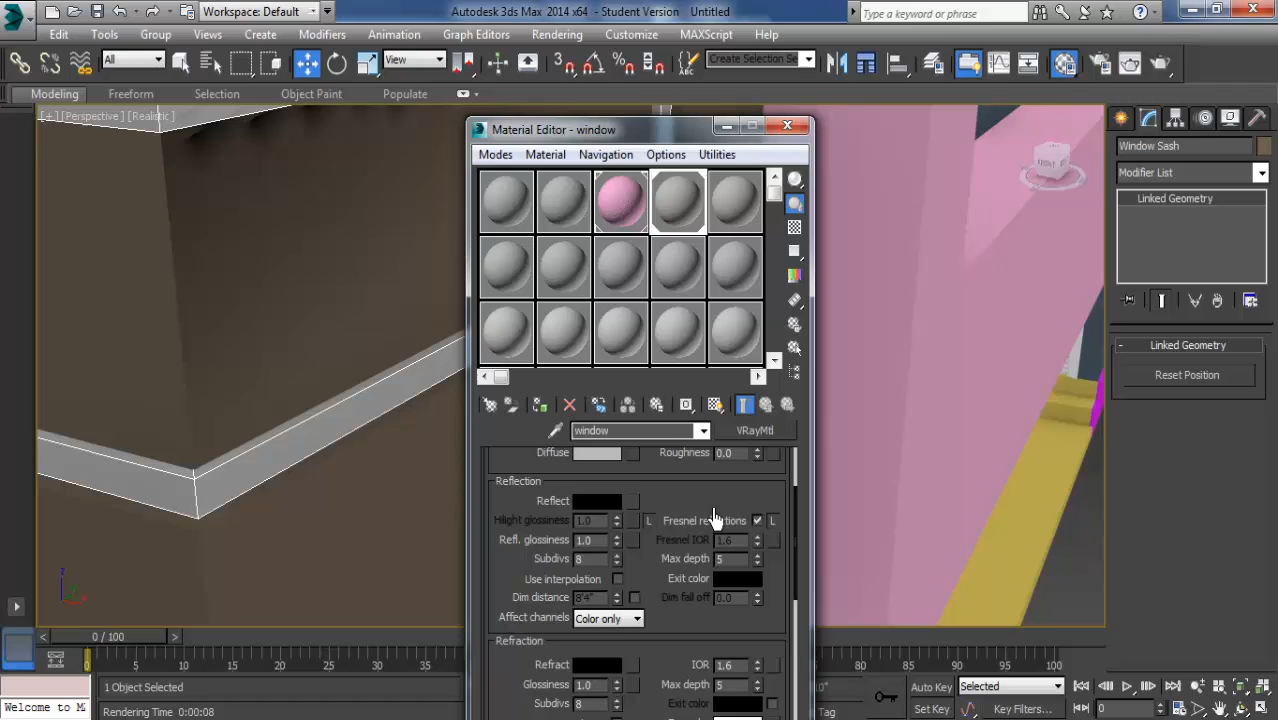 Workspace: Default
Autodesk 3ds Max 2014 x64 - Student Version Untitled
Type a keyword or phrase
Edit Tools Group Views Create Modifiers Animation Graph Editors Rendering Customize MAXScript Help
All
View
Create Selection Se
Modeling Freeform Selection Object Paint Populate
[+] [Perspective] [Realistic]
Material Editor - window
Modes Material Navigation Options Utilities
window
VRayMtl
Diffuse
Roughness 0.0
Reflection
Reflect
Hilight glossiness 1.0 L
Fresnel reflections L
Refl. glossiness 1.0
Fresnel IOR 1.6
Subdivs 8
Max depth 5
Use interpolation
Exit color
Dim distance 8'4"
Dim fall off 0.0
Affect channels Color only
Refraction
Refract
IOR 1.6
Glossiness 1.0
Max depth 5
Subdivs 8
Exit color
Window Sash
Modifier List
Linked Geometry
- Linked Geometry
Reset Position
0 / 100
0 5 10 15 20 25 30 35 80 85 90 95 100
1 Object Selected
Welcome to M
Rendering Time 0:00:08
Tag
Auto Key Selected
Set Key Key Filters...
0